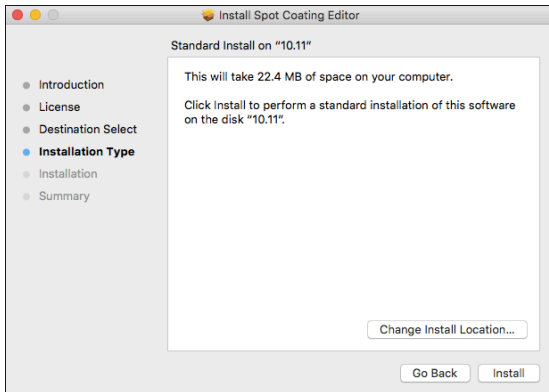 Install Spot Coating Editor
Standard Install on “10.11”
Introduction
License
Destination Select
Installation Type
Installation
Summary
This will take 22.4 MB of space on your computer.
Click Install to perform a standard installation of this software
on the disk “10.11”.
Change Install Location...
Go Back
Install